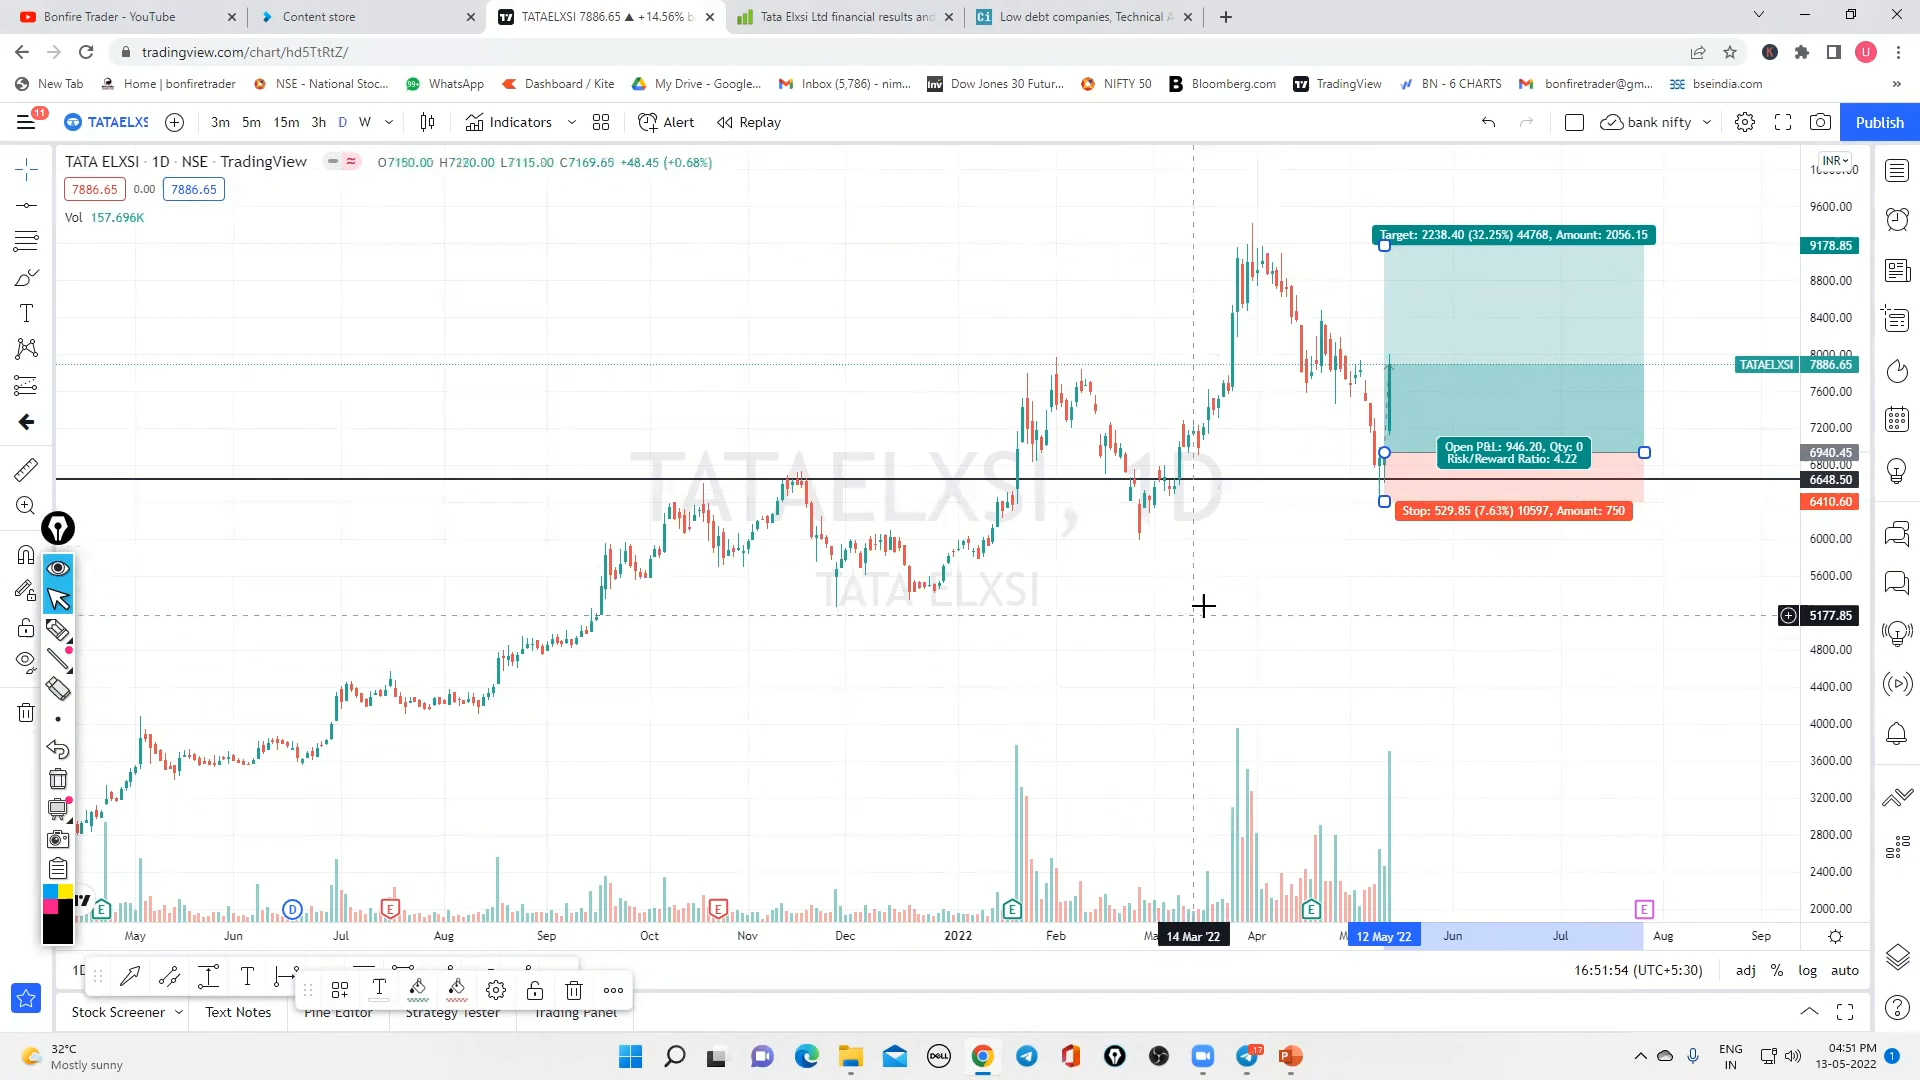 Bonfire Trader - YouTube
Content store
TATAELXSI 7886.65 ▲ +14.56% b
Tata Elxsi Ltd financial results and
Low debt companies, Technical A
tradingview.com/chart/hd5TtRtZ/
New Tab
Home | bonfiretrader
NSE - National Stoc...
WhatsApp
Dashboard / Kite
My Drive - Google...
Inbox (5,786) - nim...
Dow Jones 30 Futur...
NIFTY 50
Bloomberg.com
TradingView
BN - 6 CHARTS
bonfiretrader@gm...
bseindia.com
»
11
TATAELXS
3m 5m 15m 3h D W
Indicators
Alert
Replay
bank nifty
Publish
TATA ELXSI · 1D · NSE · TradingView
O7150.00 H7220.00 L7115.00 C7169.65 +48.45 (+0.68%)
7886.65 0.00 7886.65
Vol 157.696K
INR
9600.00
Target: 2238.40 (32.25%) 44768, Amount: 2056.15
9178.85
8800.00
8400.00
8000.00
TATAELXSI 7886.65
7600.00
7200.00
Open P&L: 946.20, Qty: 0
Risk/Reward Ratio: 4.22
6940.45
6800.00
6648.50
6410.60
Stop: 529.85 (7.63%) 10597, Amount: 750
TATAELXSI, 1D
TATA ELXSI
6000.00
5600.00
5177.85
4800.00
4400.00
4000.00
3600.00
3200.00
2800.00
2400.00
2000.00
E D E E E E E
May Jun Jul Aug Sep Oct Nov Dec 2022 Feb Ma 14 Mar '22 Apr M 12 May '22 Jun Jul Aug Sep
1D
16:51:54 (UTC+5:30)
adj % log auto
Stock Screener
Text Notes
Pine Editor
Strategy Tester
Trading Panel
32°C
Mostly sunny
DELL
17
ENG
IN
04:51 PM
13-05-2022
1